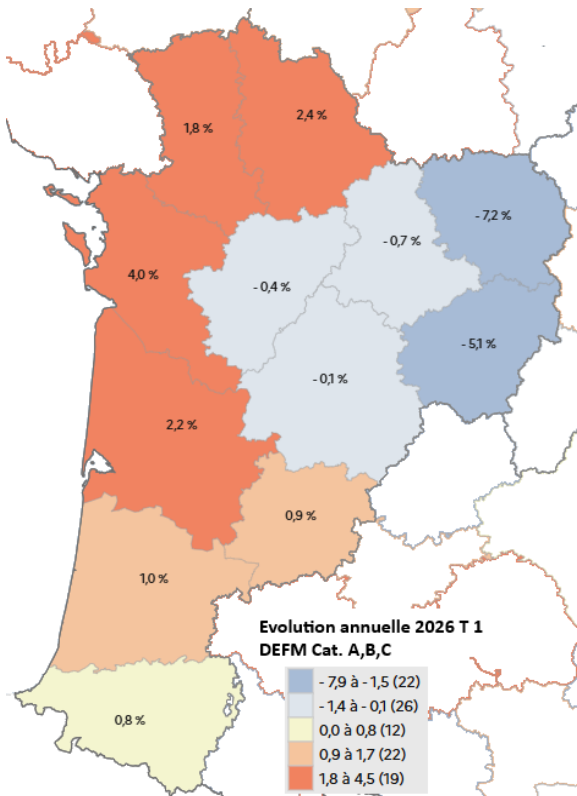 2,4 %
1,8 %
- 7,2 %
- 0,7 %
4,0 %
- 0,4 %
- 5,1 %
- 0,1 %
2,2 %
0,9 %
1,0 %
0,8 %
Evolution annuelle 2026 T 1
DEFM Cat. A,B,C
- 7,9 à - 1,5 (22)
- 1,4 à - 0,1 (26)
0,0 à 0,8 (12)
0,9 à 1,7 (22)
1,8 à 4,5 (19)